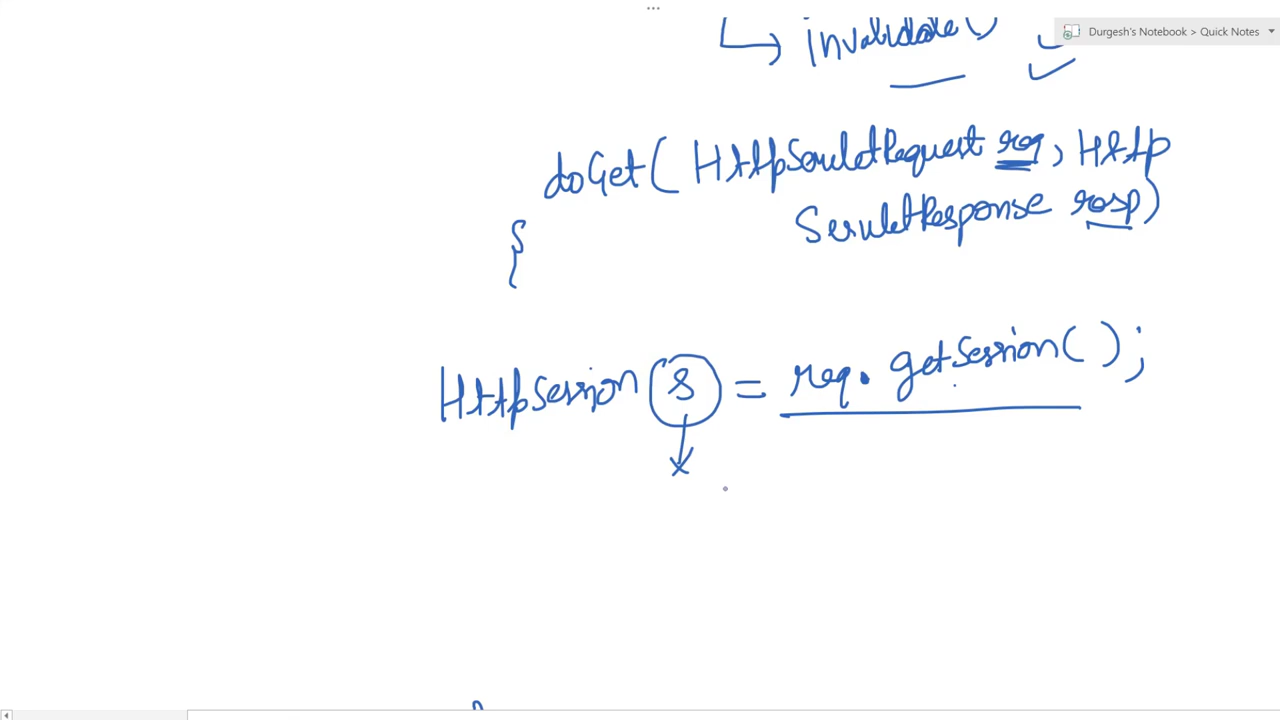 ...
invalidate()
Durgesh's Notebook > Quick Notes
doGet( HttpServletRequest req, Http
ServletResponse resp)
{
HttpSession s = req. getSession( );